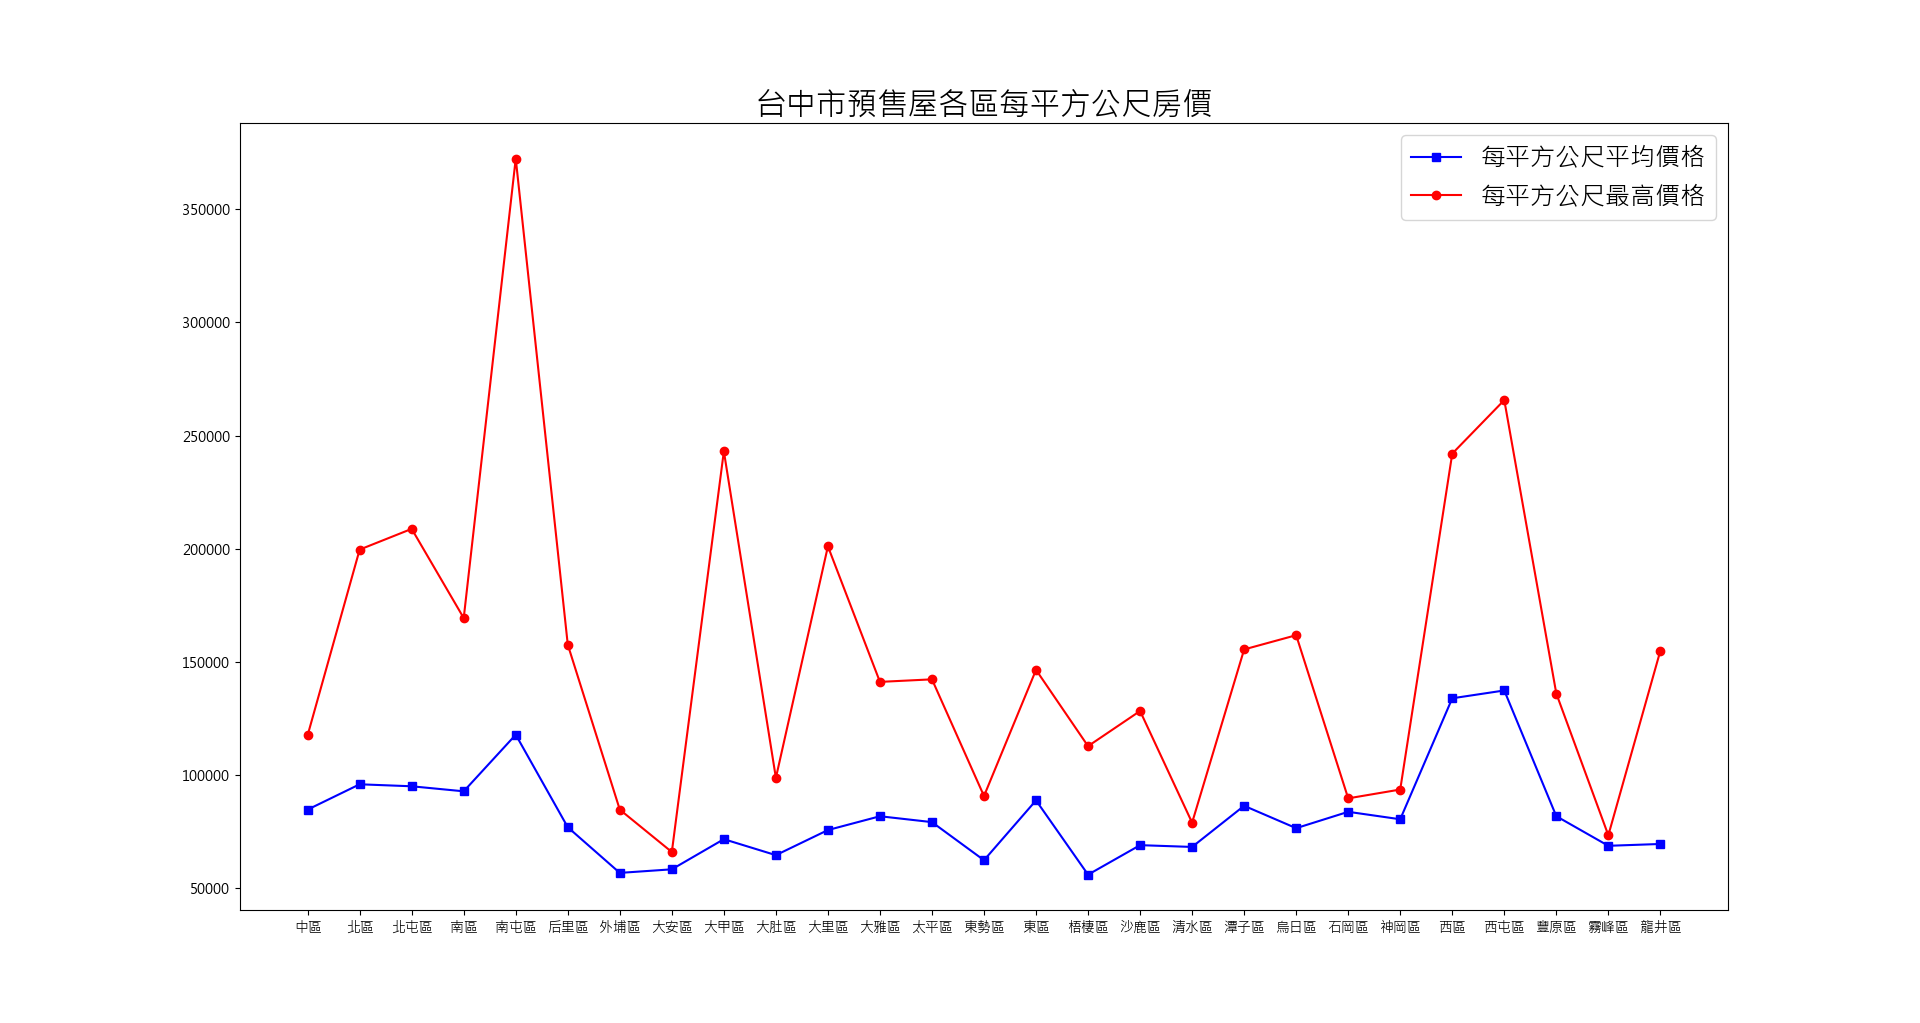 台中市預售屋各區每平方公尺房價
每平方公尺平均價格
每平方公尺最高價格
350000
300000
250000
200000
150000
100000
50000
中區 北區 北屯區 南區 南屯區 后里區 外埔區 大安區 大甲區 大肚區 大里區 大雅區 太平區 東勢區 東區 梧棲區 沙鹿區 清水區 潭子區 烏日區 石岡區 神岡區 西區 西屯區 豐原區 霧峰區 龍井區